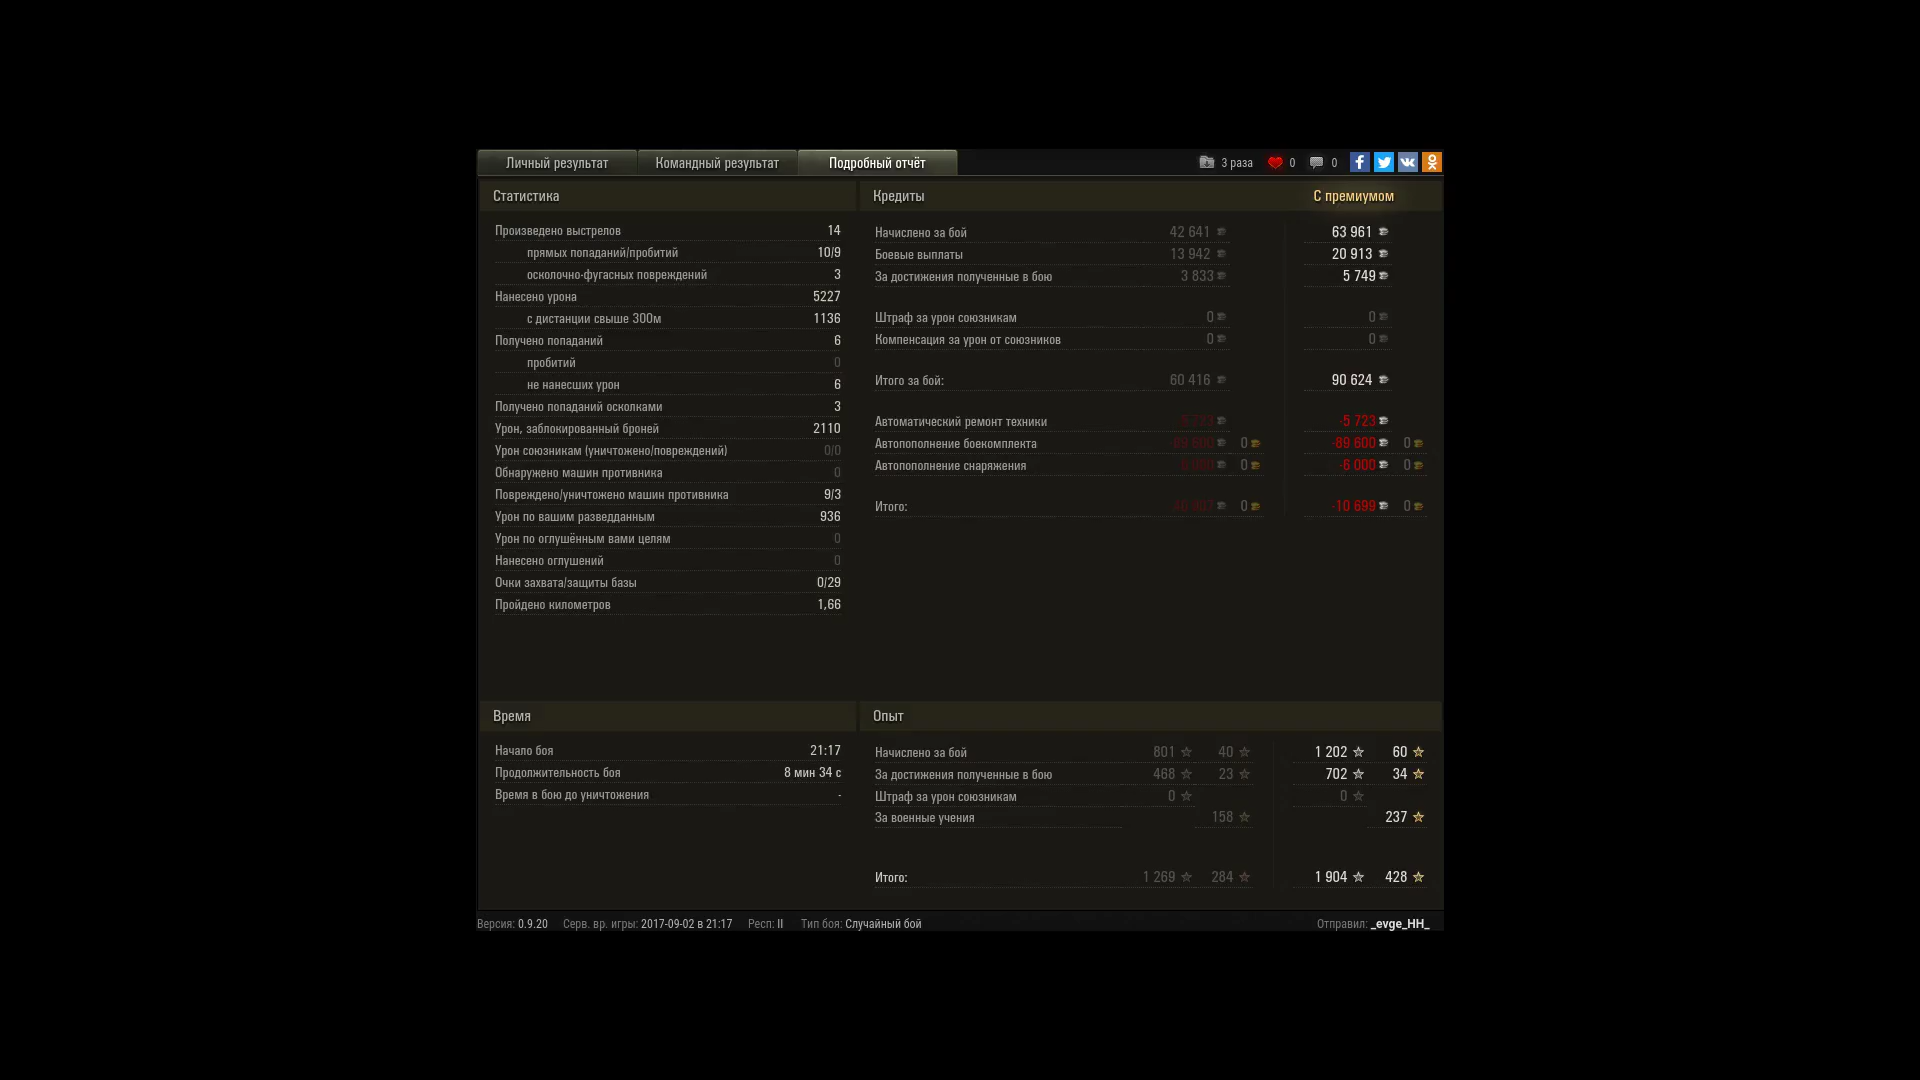 Личный результат Командный результат Подробный отчёт 3 раза 0 0
Статистика
Произведено выстрелов 14
прямых попаданий/пробитий 10/9
осколочно-фугасных повреждений 3
Нанесено урона 5227
с дистанции свыше 300м 1136
Получено попаданий 6
пробитий 0
не нанесших урон 6
Получено попаданий осколками 3
Урон, заблокированный броней 2110
Урон союзникам (уничтожено/повреждений) 0/0
Обнаружено машин противника 0
Повреждено/уничтожено машин противника 9/3
Урон по вашим разведданным 936
Урон по оглушённым вами целям 0
Нанесено оглушений 0
Очки захвата/защиты базы 0/29
Пройдено километров 1,66
Кредиты С премиумом
Начислено за бой 42 641 63 961
Боевые выплаты 13 942 20 913
За достижения полученные в бою 3 833 5 749
Штраф за урон союзникам 0 0
Компенсация за урон от союзников 0 0
Итого за бой: 60 416 90 624
Автоматический ремонт техники -5 723 -5 723
Автопополнение боекомплекта -89 600 0 -89 600 0
Автопополнение снаряжения 0 -6 000 0
Итого: 0 -10 699 0
Время
Начало боя 21:17
Продолжительность боя 8 мин 34 с
Время в бою до уничтожения -
Опыт
Начислено за бой 801 40 1 202 60
За достижения полученные в бою 468 23 702 34
Штраф за урон союзникам 0 0
За военные учения 158 237
Итого: 1 269 284 1 904 428
Версия: 0.9.20 Серв. вр. игры: 2017-09-02 в 21:17 Респ: II Тип боя: Случайный бой Отправил: _evge_HH_